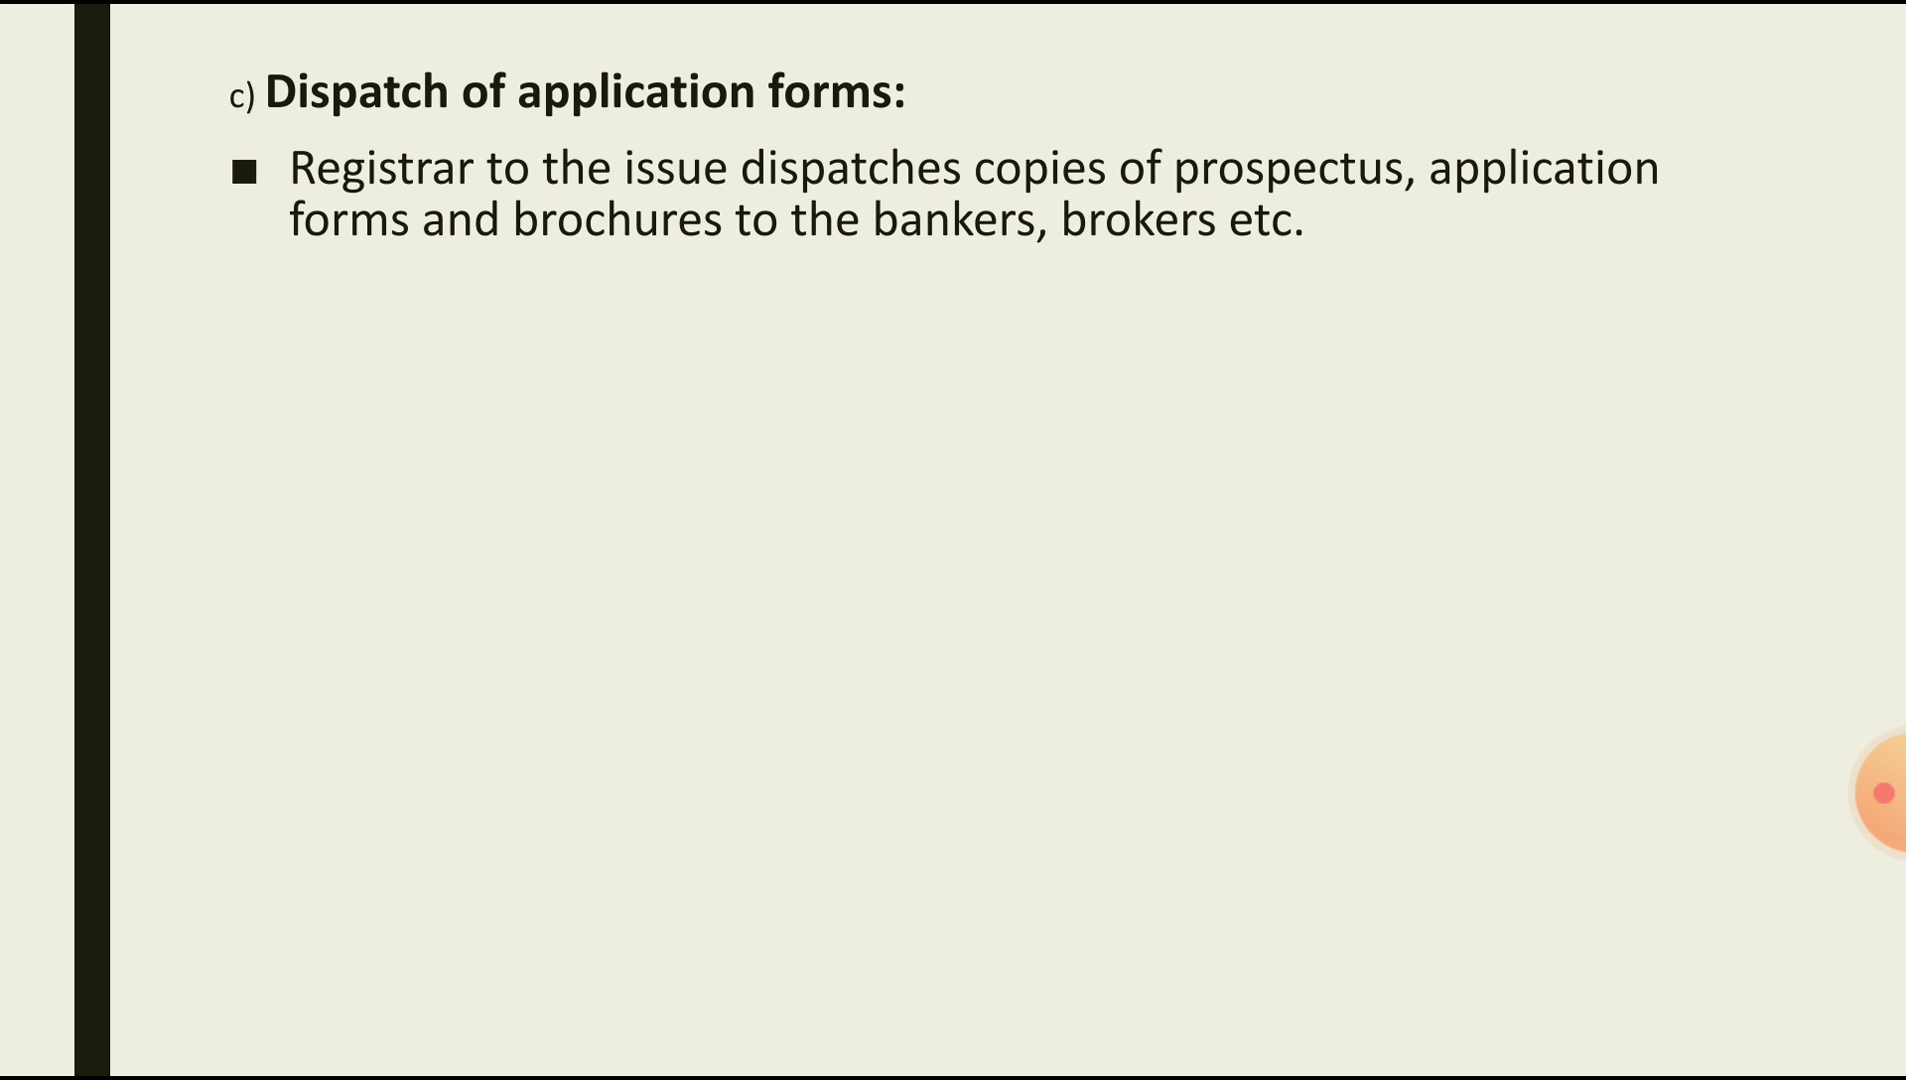 c) Dispatch of application forms:
■ Registrar to the issue dispatches copies of prospectus, application
forms and brochures to the bankers, brokers etc.